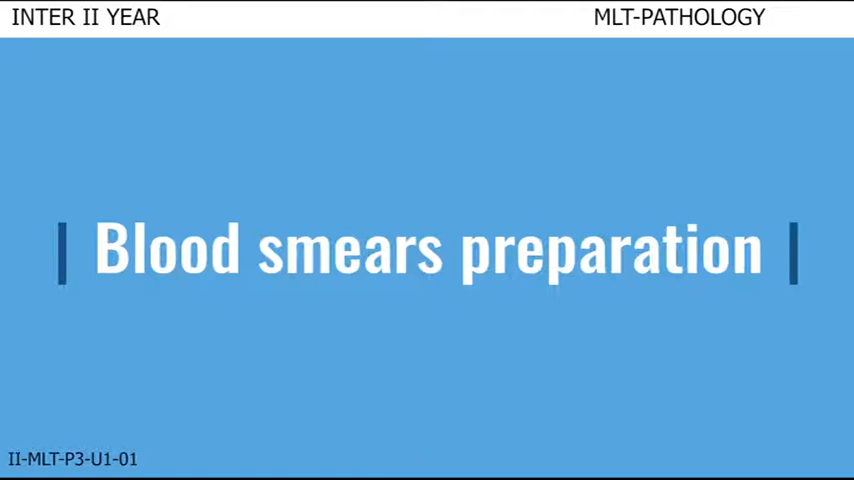 INTER II YEAR
MLT-PATHOLOGY
Blood smears preparation
II-MLT-P3-U1-01